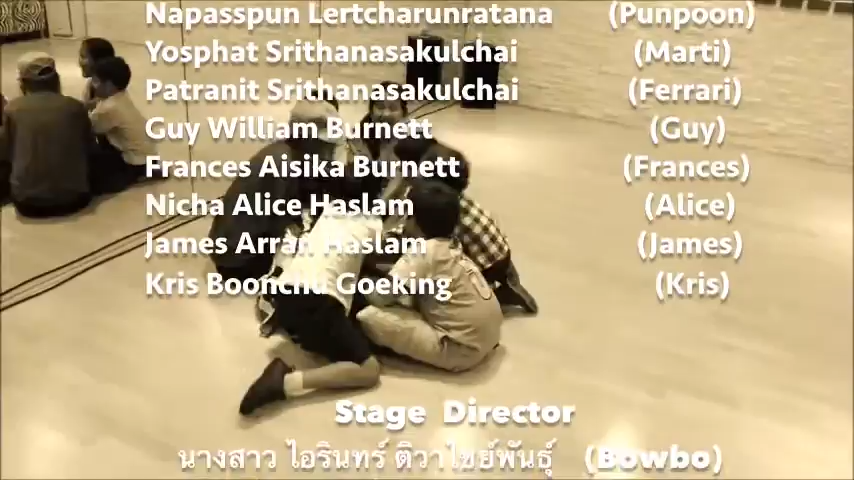 Napasspun Lertcharunratana (Punpoon)
Yosphat Srithanasakulchai (Marti)
Patranit Srithanasakulchai (Ferrari)
Guy William Burnett (Guy)
Frances Aisika Burnett (Frances)
Nicha Alice Haslam (Alice)
James Arran Haslam (James)
Kris Boonchu Goeking (Kris)
Stage Director
นางสาว ไอรินทร์ ติวาไชย์พันธุ์ (Bowbo)